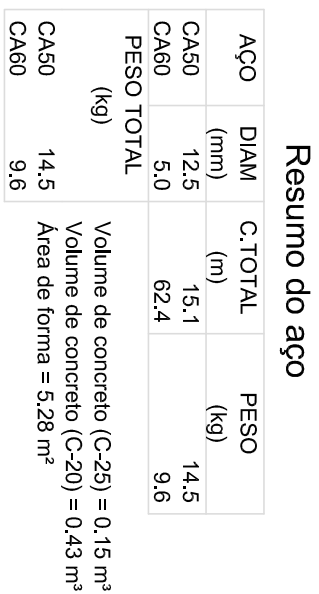 Resumo do aço
AÇO DIAM C.TOTAL PESO
(mm) (m) (kg)
CA50 12.5 15.1 14.5
CA60 5.0 62.4 9.6
PESO TOTAL
(kg)
CA50 14.5
CA60 9.6
Volume de concreto (C-25) = 0.15 m³
Volume de concreto (C-20) = 0.43 m³
Área de forma = 5.28 m²